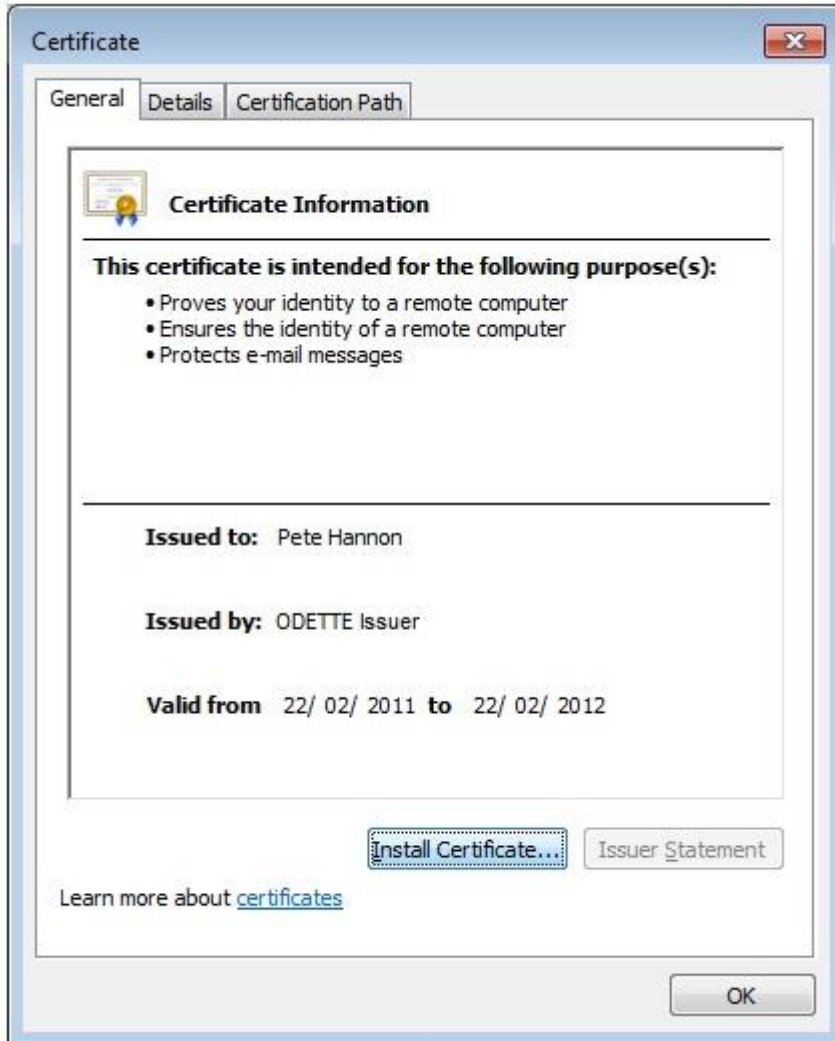 Certificate
General Details Certification Path
Certificate Information
This certificate is intended for the following purpose(s):
• Proves your identity to a remote computer
• Ensures the identity of a remote computer
• Protects e-mail messages
Issued to: Pete Hannon
Issued by: ODETTE Issuer
Valid from 22/ 02/ 2011 to 22/ 02/ 2012
Install Certificate... Issuer Statement
Learn more about certificates
OK